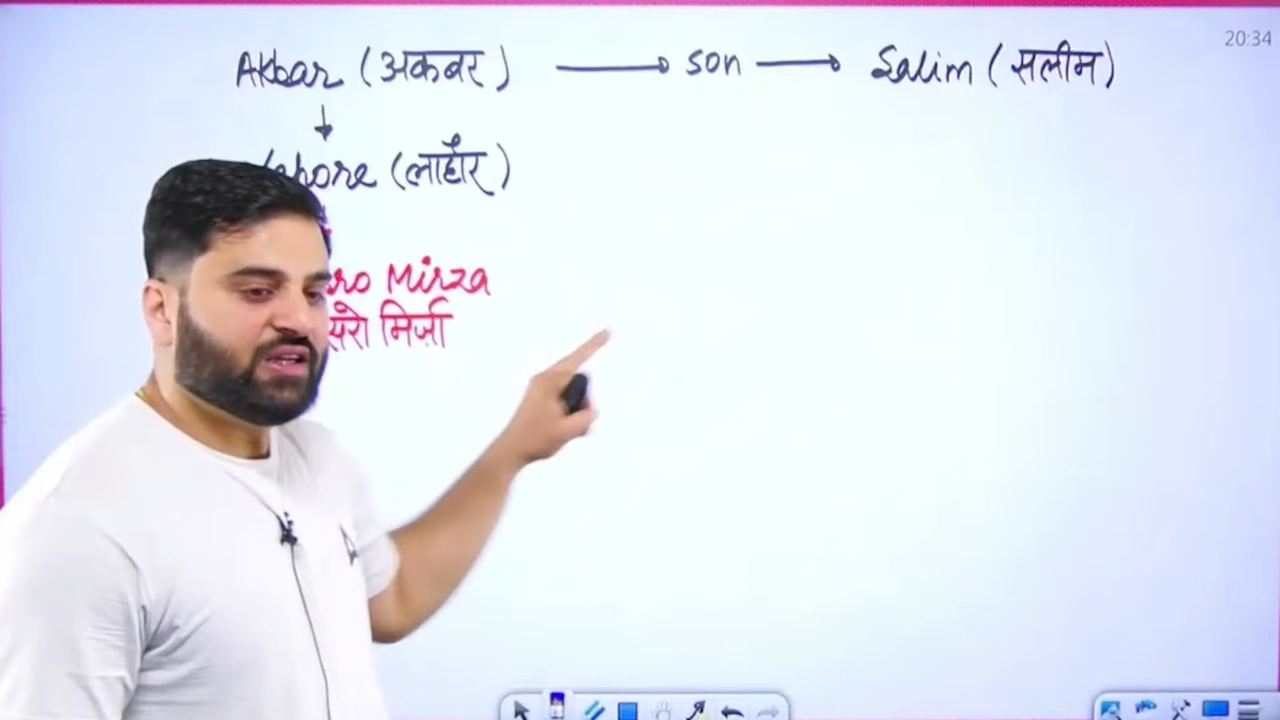 Akbar (अकबर) → son → Salim (सलीम)
↓
(लाहौर)
Mirza
मिर्ज़ा
20:34